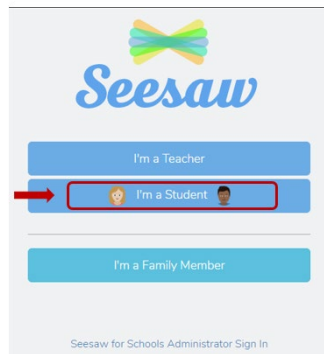 Seesaw
I'm a Teacher
I'm a Student
I'm a Family Member
Seesaw for Schools Administrator Sign In